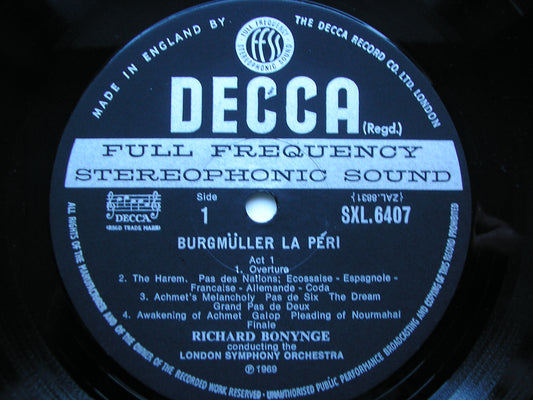 MADE IN ENGLAND BY
THE DECCA RECORD CO. LTD. LONDON
FULL FREQUENCY
ffss
STEREOPHONIC SOUND
DECCA
(Regd.)
FULL FREQUENCY
STEREOPHONIC SOUND
DECCA
(REGD TRADE MARK)
Side
1
{ZAL.8631}
SXL.6407
BURGMÜLLER LA PÉRI
Act 1
1. Overture
2. The Harem. Pas des Nations; Ecossaise - Espagnole -
Francaise - Allemande - Coda
3. Achmet's Melancholy Pas de Six The Dream
Grand Pas de Deux
4. Awakening of Achmet Galop Pleading of Nourmahal
Finale
RICHARD BONYNGE
conducting the
LONDON SYMPHONY ORCHESTRA
℗ 1969
ALL RIGHTS OF THE MANUFACTURER AND OF THE OWNER OF THE RECORDED WORK RESERVED · UNAUTHORISED PUBLIC PERFORMANCE BROADCASTING AND COPYING OF THIS RECORD PROHIBITED